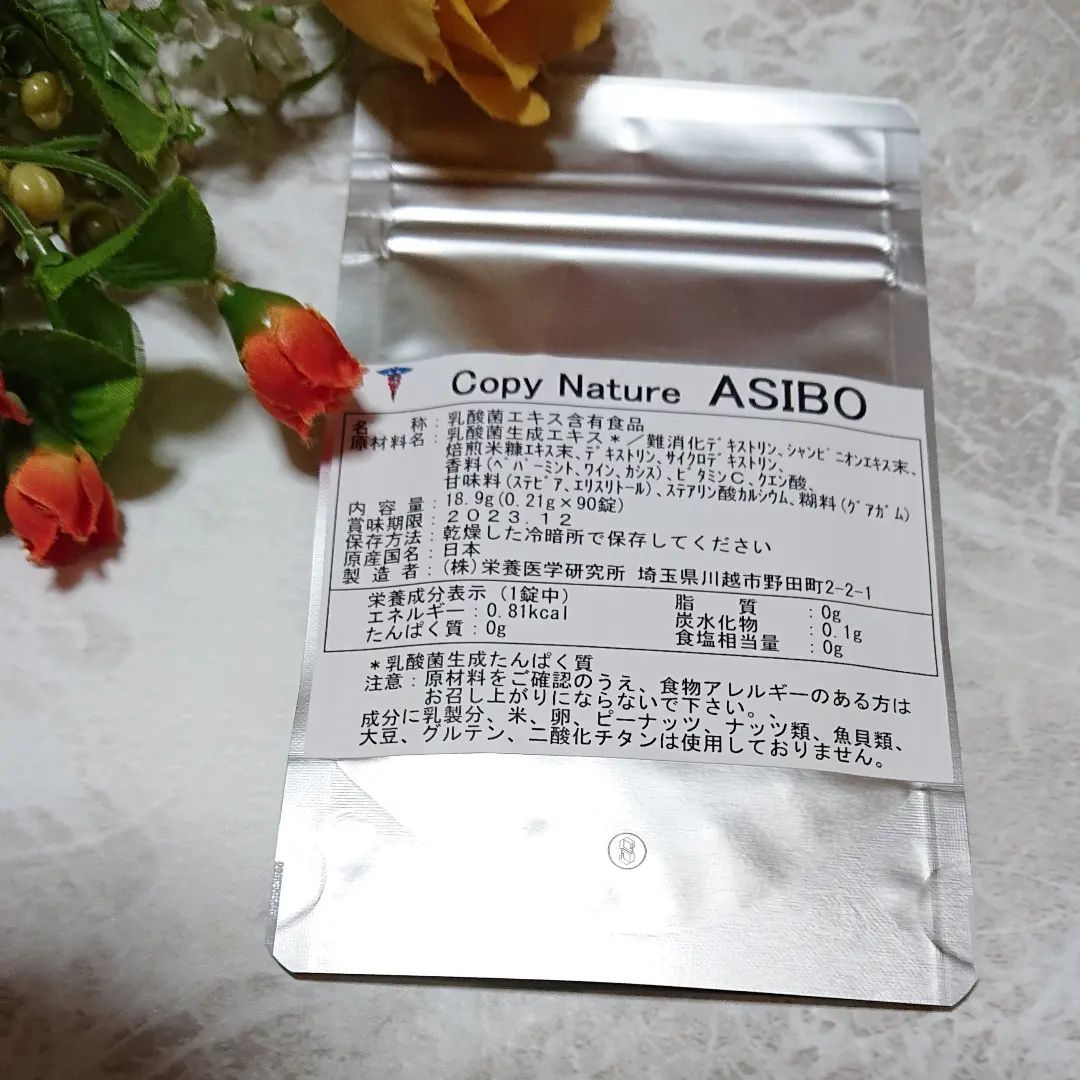 Copy Nature ASIBO
名　　称：乳酸菌エキス含有食品
原材料名：乳酸菌生成エキス＊／難消化ﾃﾞｷｽﾄﾘﾝ、ｼｬﾝﾋﾟﾆｵﾝｴｷｽ末、
焙煎米糠ｴｷｽ末、ﾃﾞｷｽﾄﾘﾝ、ｻｲｸﾛﾃﾞｷｽﾄﾘﾝ、
香料(ﾍﾟﾊﾟｰﾐﾝﾄ、ﾜｲﾝ、ｶｼｽ)、ﾋﾞﾀﾐﾝＣ、ｸｴﾝ酸、
甘味料(ｽﾃﾋﾞｱ、ｴﾘｽﾘﾄｰﾙ)、ｽﾃｱﾘﾝ酸ｶﾙｼｳﾑ、糊料(ｸﾞｱｶﾞﾑ)
内 容 量：18.9g(0.21g×90錠)
賞味期限：２０２３.１２
保存方法：乾燥した冷暗所で保存してください
原産国名：日本
製 造 者：(株)栄養医学研究所 埼玉県川越市野田町2-2-1
栄養成分表示（1錠中）
エネルギー：0.81kcal
たんぱく質：0g
脂　　質：0g
炭水化物：0.1g
食塩相当量：0g
＊乳酸菌生成たんぱく質
注意：原材料をご確認のうえ、食物アレルギーのある方は
お召し上がりにならないで下さい。、
成分に乳製分、米、卵、ピーナッツ、ナッツ類、魚貝類、
大豆、グルテン、二酸化チタンは使用しておりません。